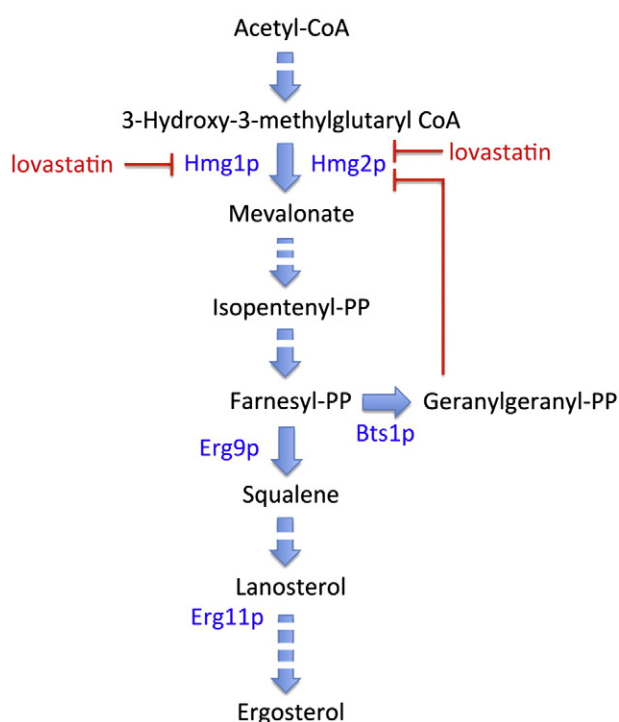 Acetyl-CoA
3-Hydroxy-3-methylglutaryl CoA
lovastatin Hmg1p Hmg2p lovastatin
Mevalonate
Isopentenyl-PP
Farnesyl-PP Geranylgeranyl-PP
Bts1p
Erg9p
Squalene
Lanosterol
Erg11p
Ergosterol